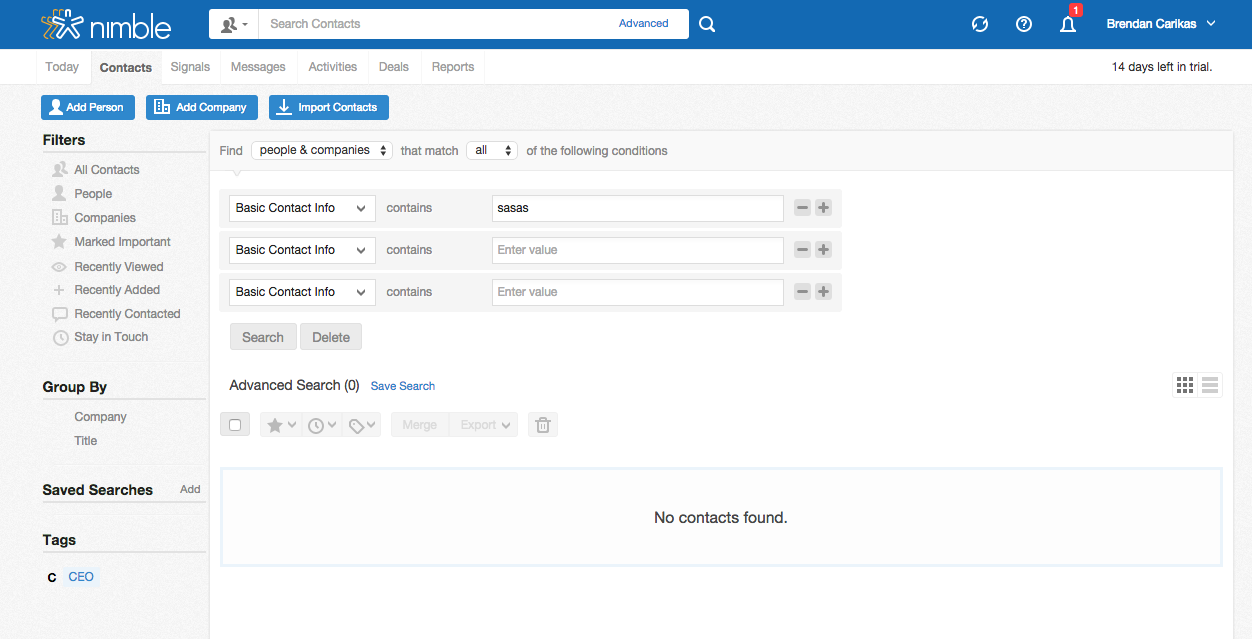 nimble Search Contacts Advanced 1 Brendan Carikas
Today Contacts Signals Messages Activities Deals Reports 14 days left in trial.
Add Person Add Company Import Contacts
Filters
All Contacts
People
Companies
Marked Important
Recently Viewed
Recently Added
Recently Contacted
Stay in Touch
Group By
Company
Title
Saved Searches Add
Tags
C CEO
Find people & companies that match all of the following conditions
Basic Contact Info contains sasas
Basic Contact Info contains Enter value
Basic Contact Info contains Enter value
Search Delete
Advanced Search (0) Save Search
Merge Export
No contacts found.